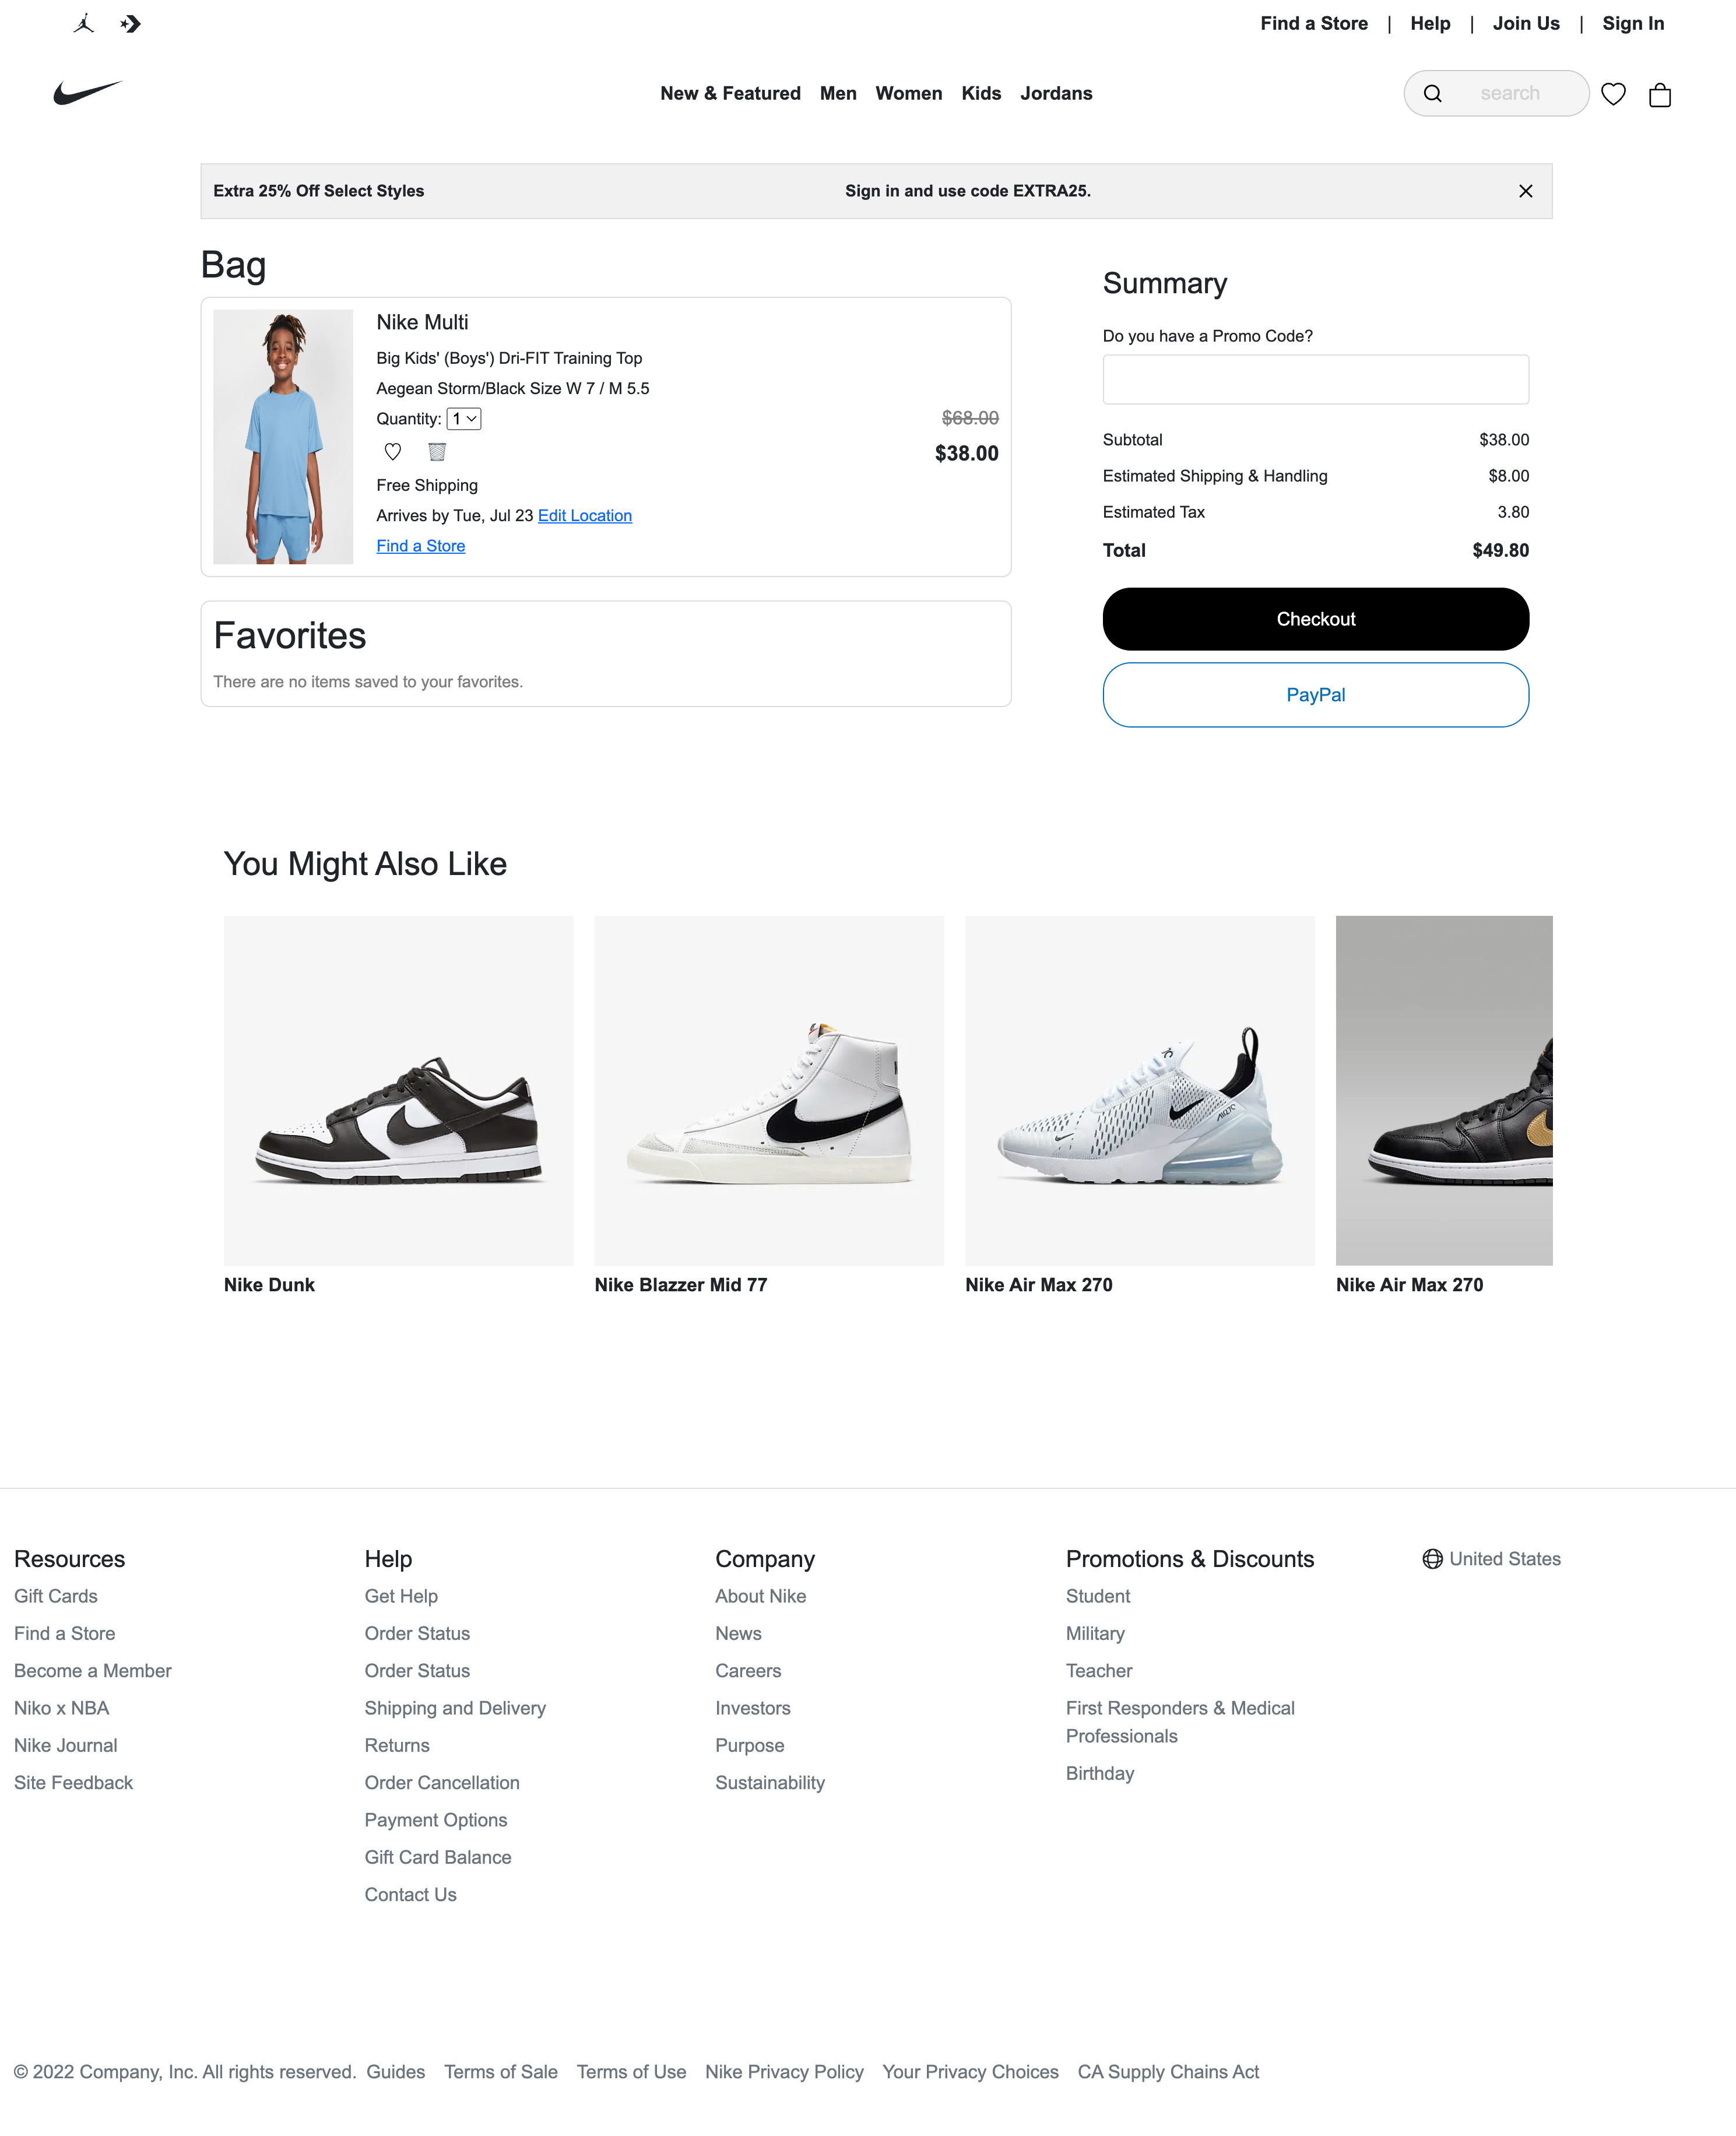 Find a Store | Help | Join Us | Sign In
New & Featured Men Women Kids Jordans
search
Extra 25% Off Select Styles
Sign in and use code EXTRA25.
Bag
Nike Multi
Big Kids' (Boys') Dri-FIT Training Top
Aegean Storm/Black Size W 7 / M 5.5
Quantity: 1
$68.00
$38.00
Free Shipping
Arrives by Tue, Jul 23 Edit Location
Find a Store
Favorites
There are no items saved to your favorites.
Summary
Do you have a Promo Code?
Subtotal $38.00
Estimated Shipping & Handling $8.00
Estimated Tax 3.80
Total $49.80
Checkout
PayPal
You Might Also Like
Nike Dunk
Nike Blazzer Mid 77
Nike Air Max 270
Nike Air Max 270
Resources
Gift Cards
Find a Store
Become a Member
Niko x NBA
Nike Journal
Site Feedback
Help
Get Help
Order Status
Order Status
Shipping and Delivery
Returns
Order Cancellation
Payment Options
Gift Card Balance
Contact Us
Company
About Nike
News
Careers
Investors
Purpose
Sustainability
Promotions & Discounts
Student
Military
Teacher
First Responders & Medical
Professionals
Birthday
United States
© 2022 Company, Inc. All rights reserved. Guides Terms of Sale Terms of Use Nike Privacy Policy Your Privacy Choices CA Supply Chains Act